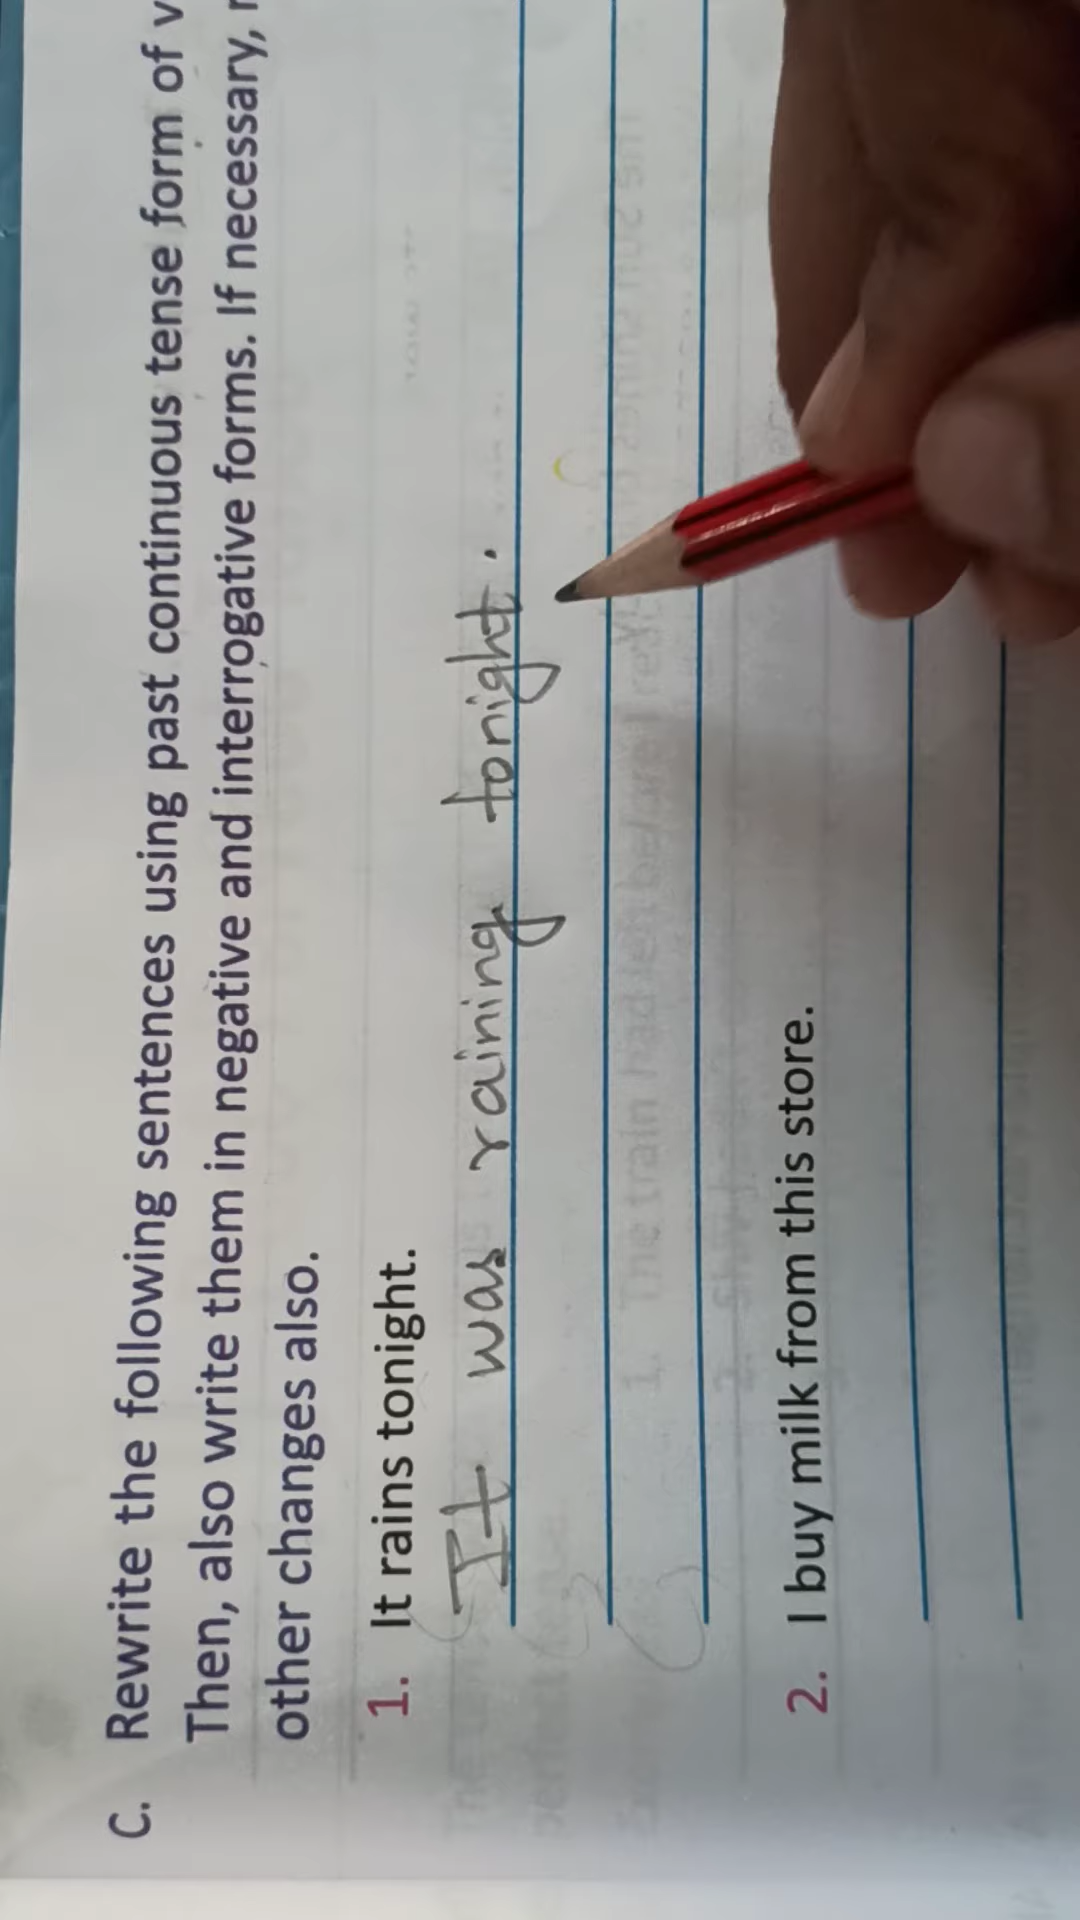 C. Rewrite the following sentences using past continuous tense form of
Then, also write them in negative and interrogative forms. If necessary,
other changes also.
1. It rains tonight.
It was raining tonight.
2. I buy milk from this store.